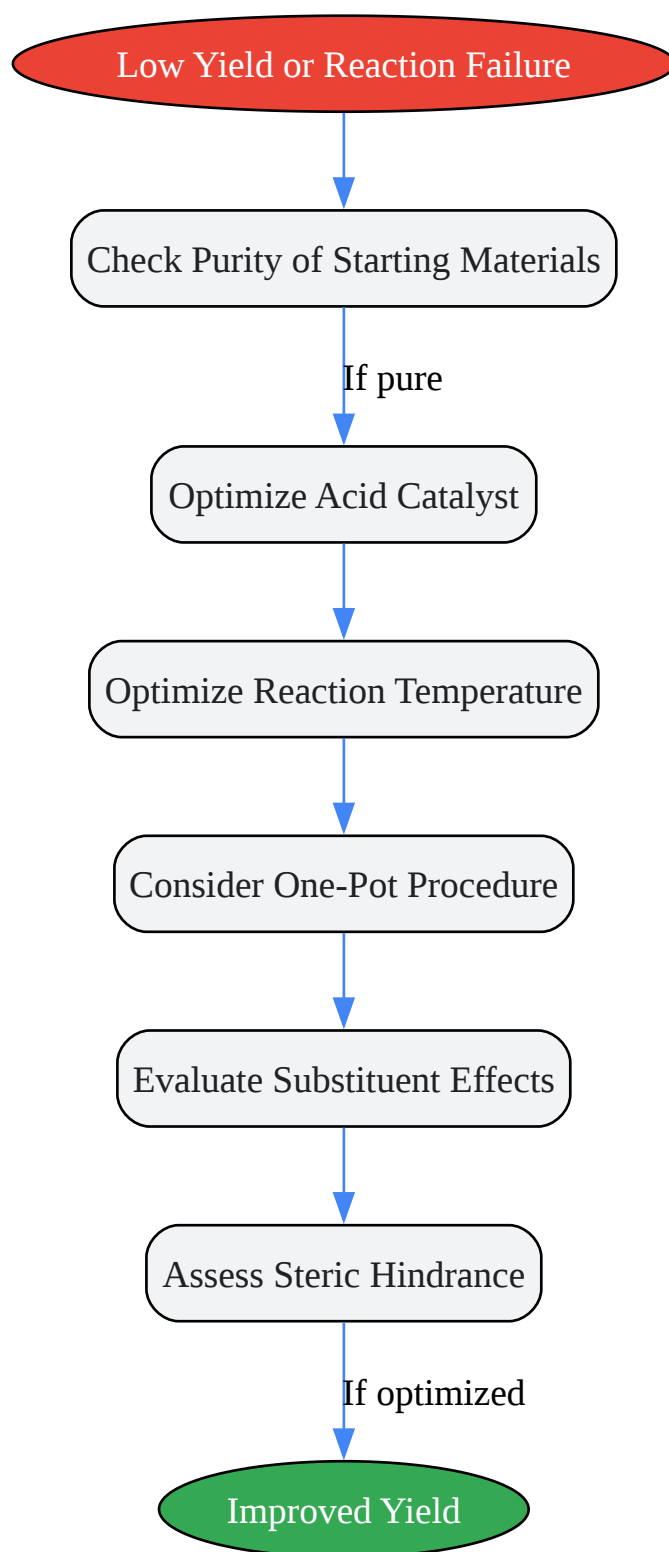 Low Yield or Reaction Failure
Check Purity of Starting Materials
If pure
Optimize Acid Catalyst
Optimize Reaction Temperature
Consider One-Pot Procedure
Evaluate Substituent Effects
Assess Steric Hindrance
If optimized
Improved Yield